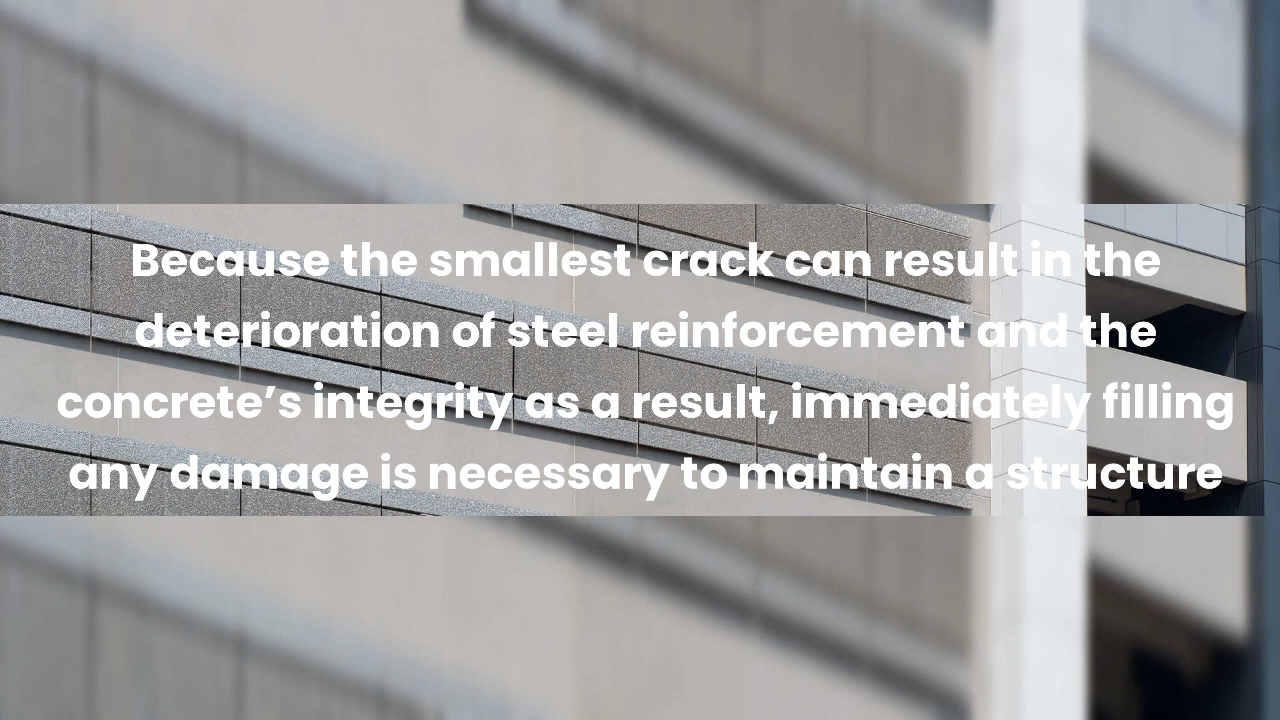 Because the smallest crack can result in the
deterioration of steel reinforcement and the
concrete’s integrity as a result, immediately filling
any damage is necessary to maintain a structure